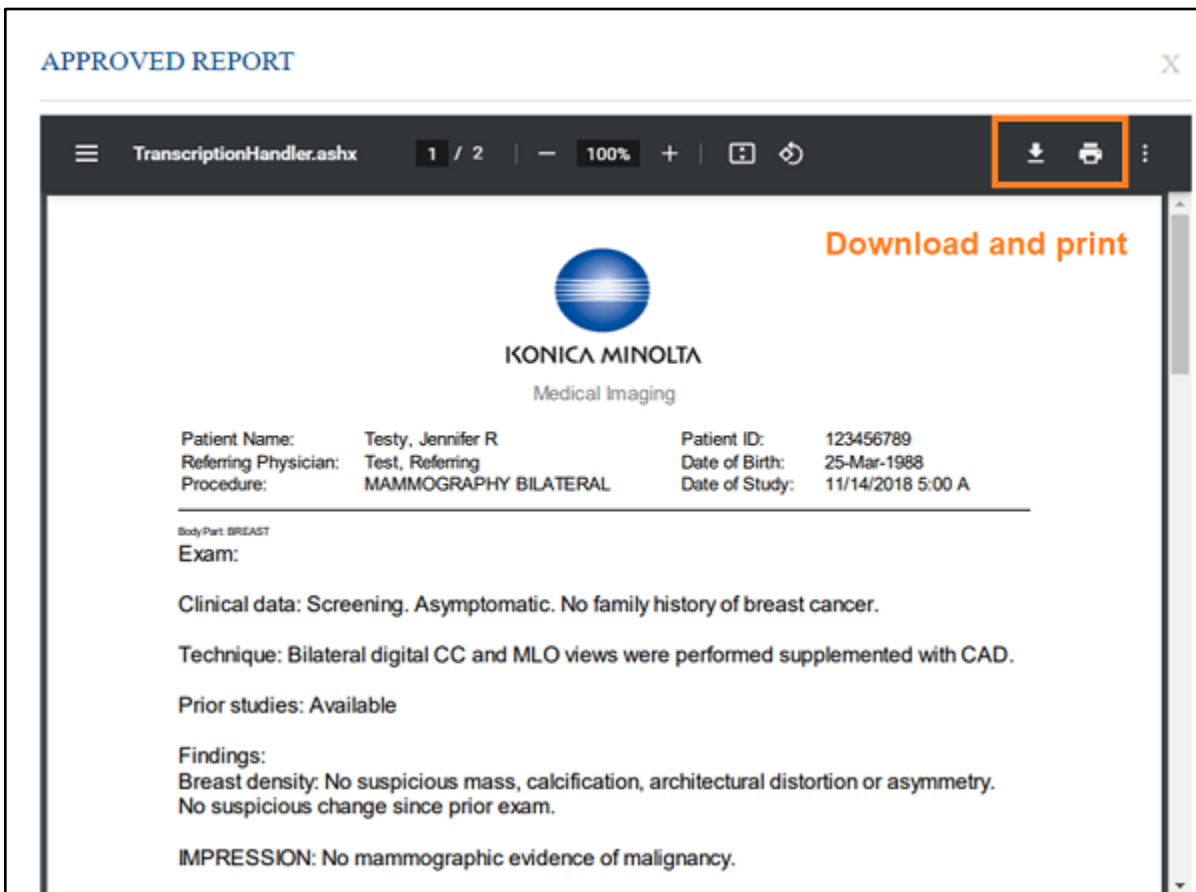 APPROVED REPORT X
TranscriptionHandler.ashx 1 / 2 | − 100% + |
Download and print
KONICA MINOLTA
Medical Imaging
Patient Name: Testy, Jennifer R Patient ID: 123456789
Referring Physician: Test, Referring Date of Birth: 25-Mar-1988
Procedure: MAMMOGRAPHY BILATERAL Date of Study: 11/14/2018 5:00 A
Body Part: BREAST
Exam:
Clinical data: Screening. Asymptomatic. No family history of breast cancer.
Technique: Bilateral digital CC and MLO views were performed supplemented with CAD.
Prior studies: Available
Findings:
Breast density: No suspicious mass, calcification, architectural distortion or asymmetry.
No suspicious change since prior exam.
IMPRESSION: No mammographic evidence of malignancy.